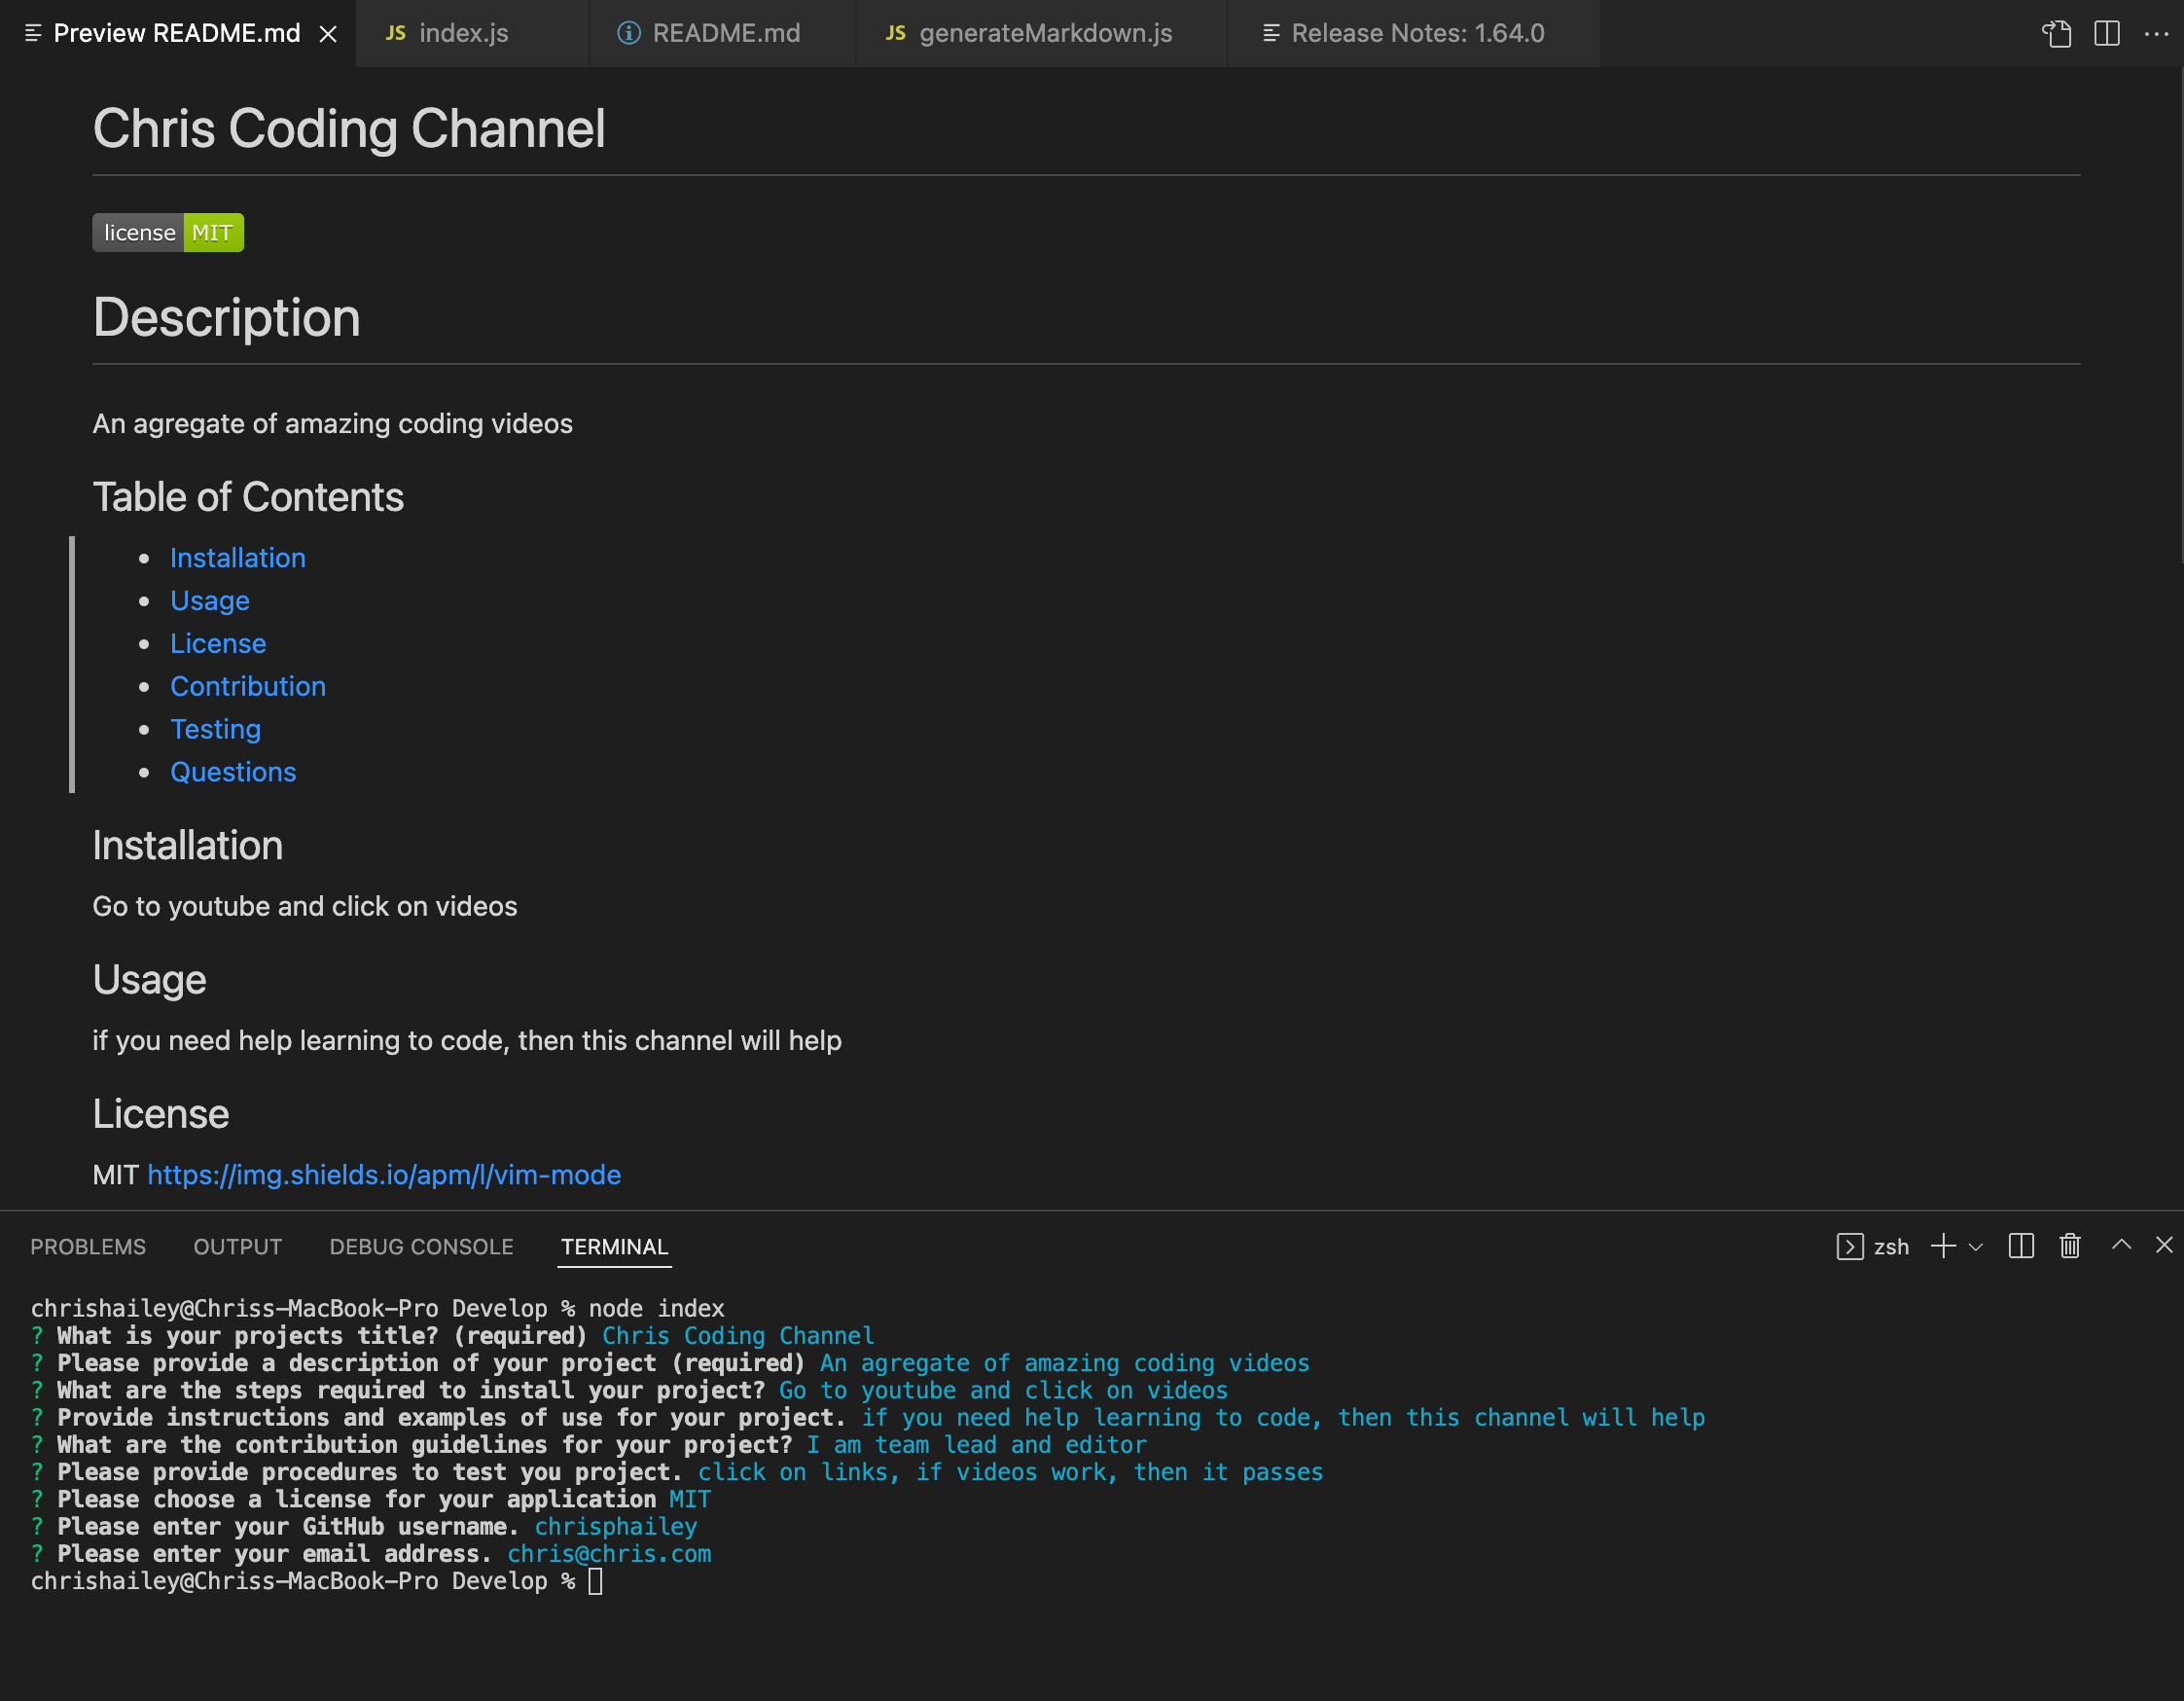 Preview README.md
JS index.js
README.md
JS generateMarkdown.js
Release Notes: 1.64.0
Chris Coding Channel
license MIT
Description
An agregate of amazing coding videos
Table of Contents
Installation
Usage
License
Contribution
Testing
Questions
Installation
Go to youtube and click on videos
Usage
if you need help learning to code, then this channel will help
License
MIT https://img.shields.io/apm/l/vim-mode
PROBLEMS OUTPUT DEBUG CONSOLE TERMINAL zsh
chrishailey@Chriss-MacBook-Pro Develop % node index
? What is your projects title? (required) Chris Coding Channel
? Please provide a description of your project (required) An agregate of amazing coding videos
? What are the steps required to install your project? Go to youtube and click on videos
? Provide instructions and examples of use for your project. if you need help learning to code, then this channel will help
? What are the contribution guidelines for your project? I am team lead and editor
? Please provide procedures to test you project. click on links, if videos work, then it passes
? Please choose a license for your application MIT
? Please enter your GitHub username. chrisphailey
? Please enter your email address. chris@chris.com
chrishailey@Chriss-MacBook-Pro Develop %